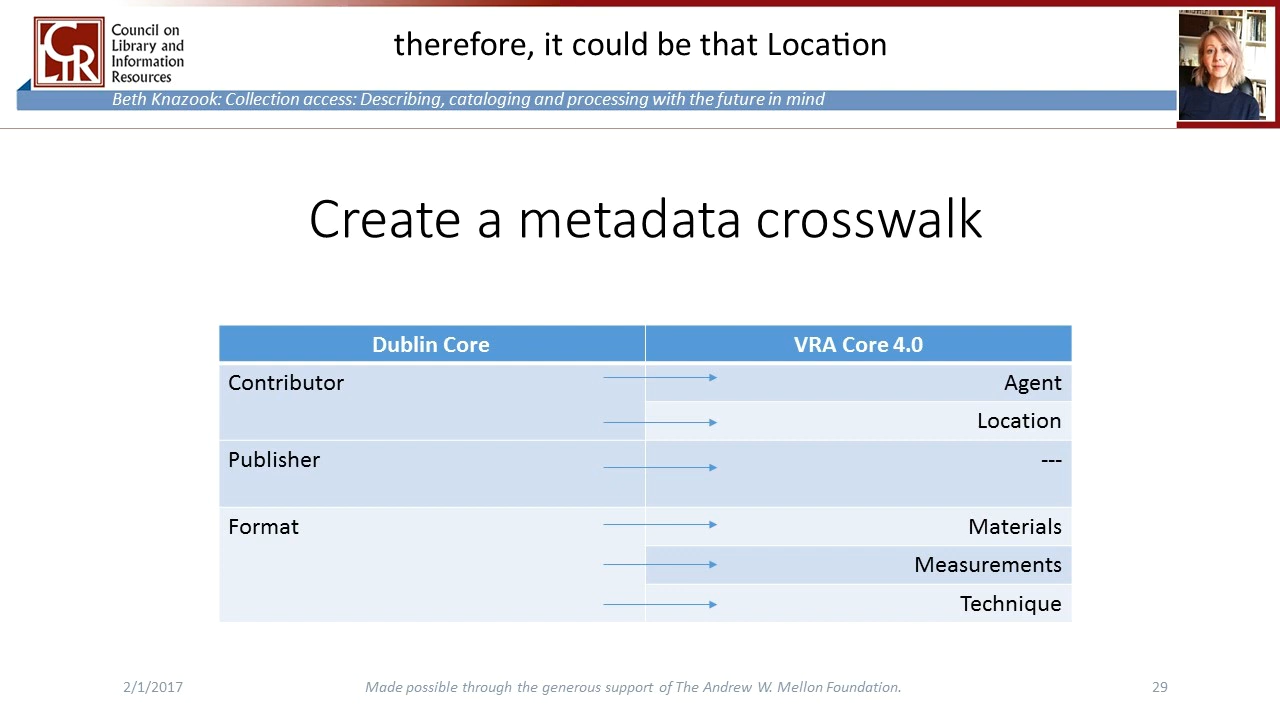 CLIR
Council on
Library and
Information
Resources
therefore, it could be that Location
Beth Knazook: Collection access: Describing, cataloging and processing with the future in mind
Create a metadata crosswalk
Dublin Core VRA Core 4.0
Contributor Agent
Location
Publisher ---
Format Materials
Measurements
Technique
2/1/2017 Made possible through the generous support of The Andrew W. Mellon Foundation. 29